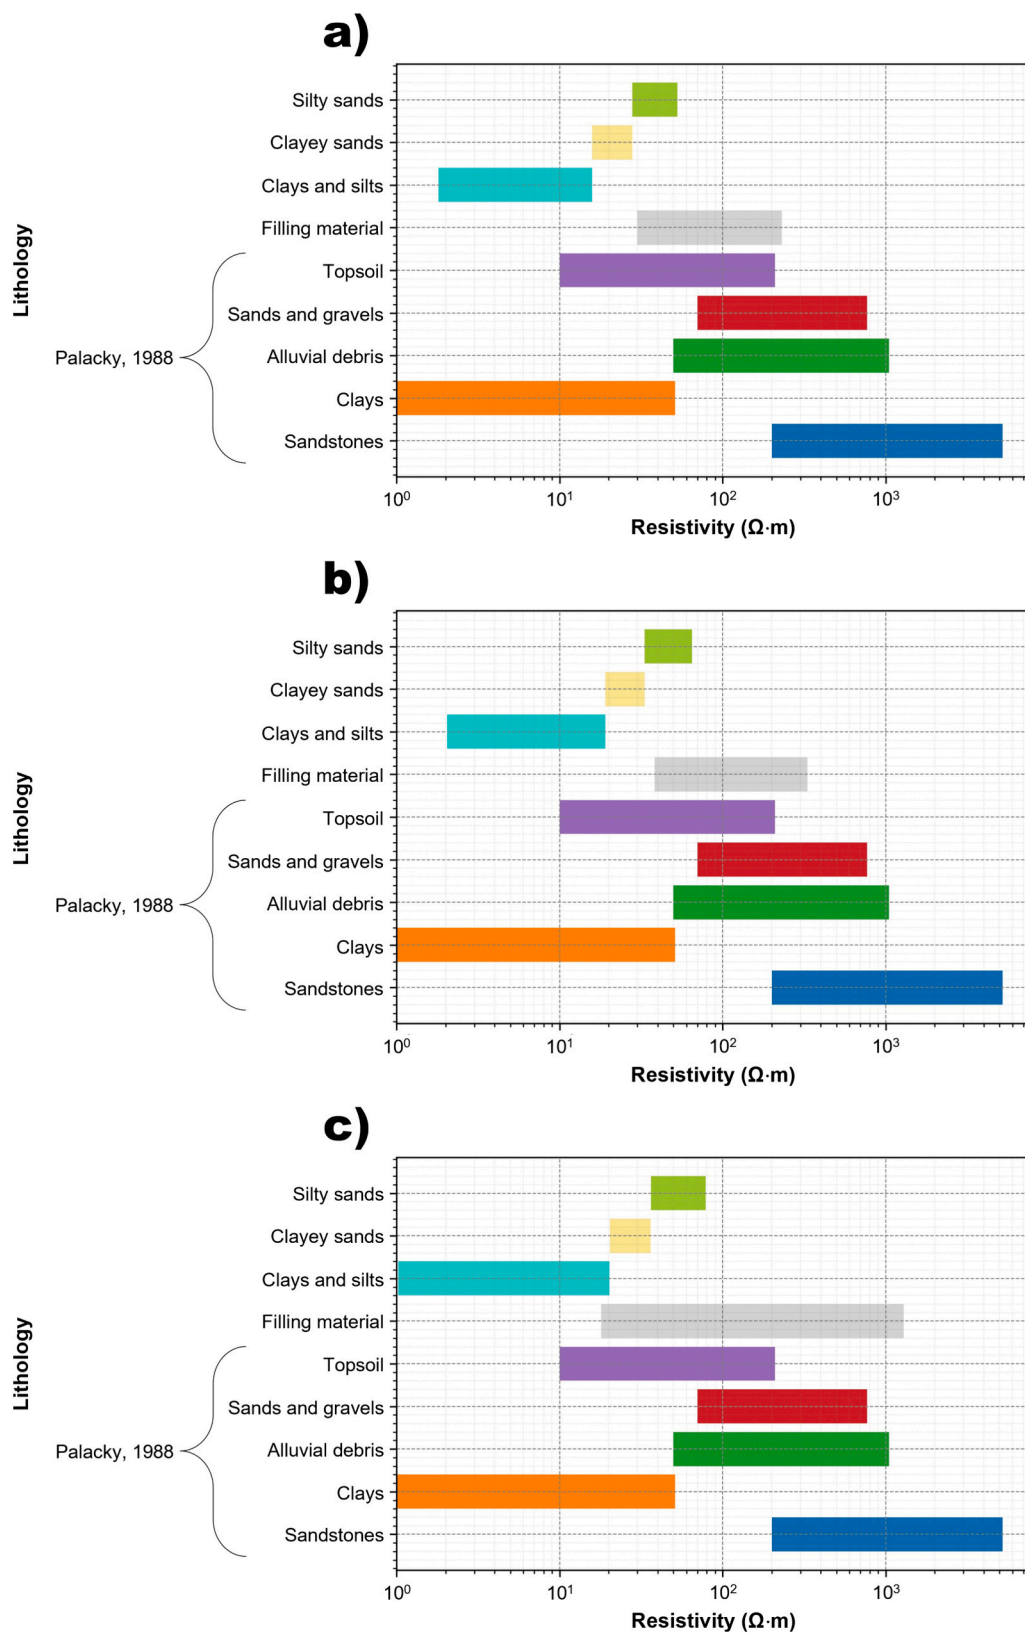 a)
Silty sands
Clayey sands
Clays and silts
Filling material
Topsoil
Sands and gravels
Alluvial debris
Clays
Sandstones
Lithology
Palacky, 1988
10⁰ 10¹ 10² 10³
Resistivity (Ω·m)
b)
Silty sands
Clayey sands
Clays and silts
Filling material
Topsoil
Sands and gravels
Alluvial debris
Clays
Sandstones
Lithology
Palacky, 1988
10⁰ 10¹ 10² 10³
Resistivity (Ω·m)
c)
Silty sands
Clayey sands
Clays and silts
Filling material
Topsoil
Sands and gravels
Alluvial debris
Clays
Sandstones
Lithology
Palacky, 1988
10⁰ 10¹ 10² 10³
Resistivity (Ω·m)